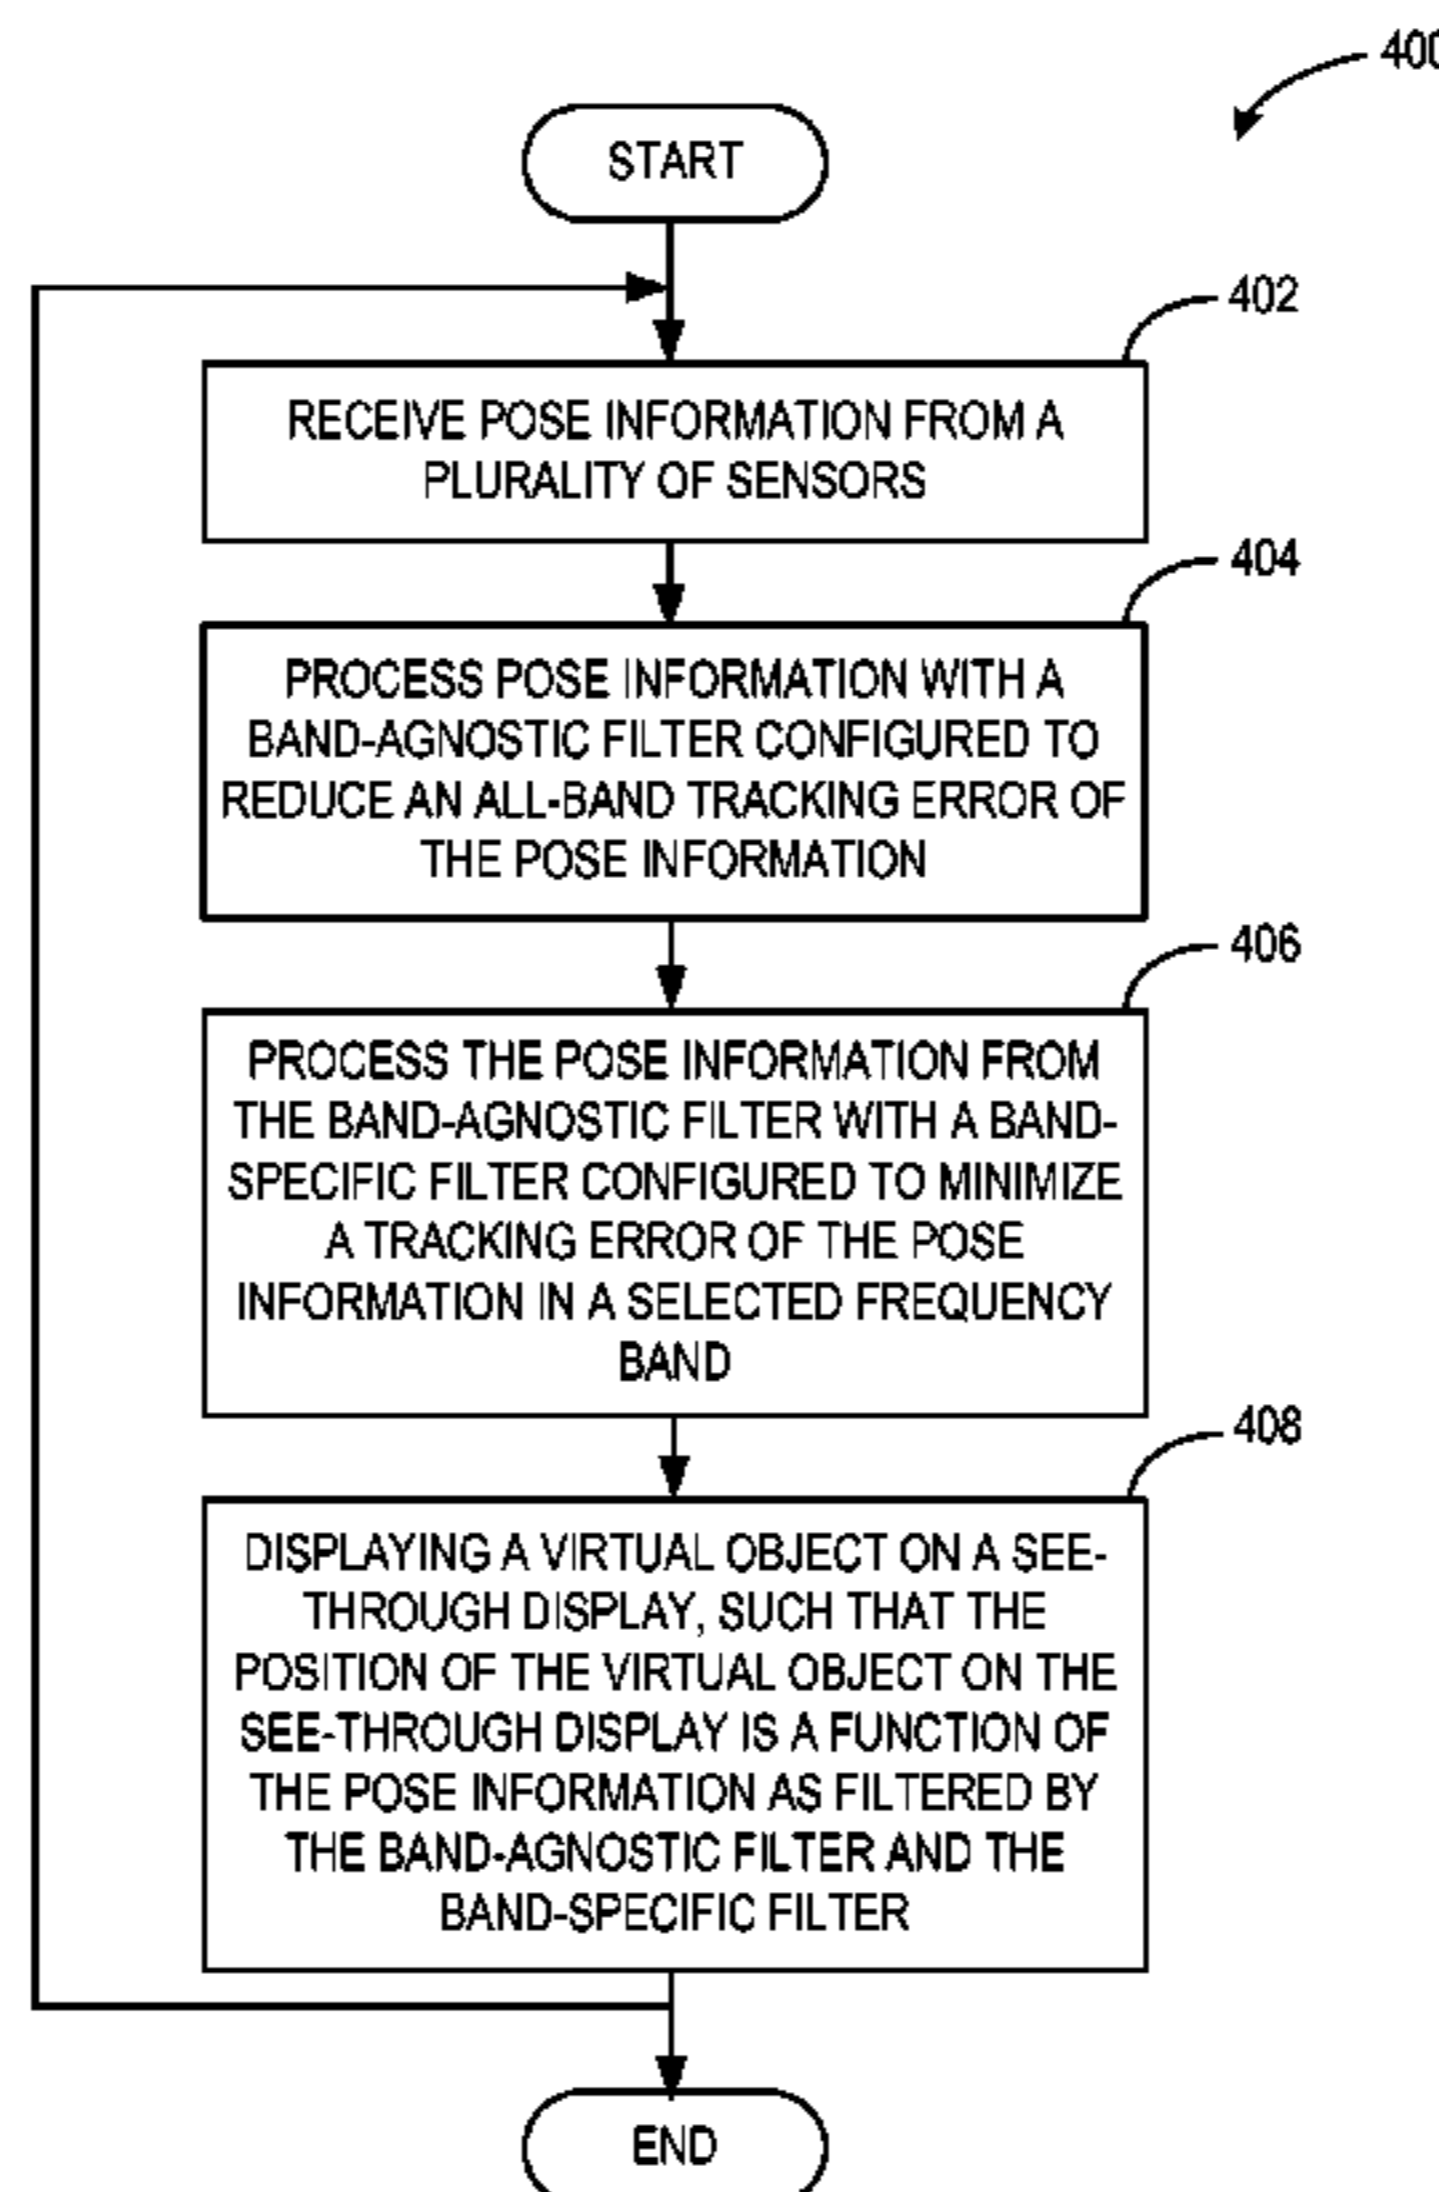 400
START
402
RECEIVE POSE INFORMATION FROM A
PLURALITY OF SENSORS
404
PROCESS POSE INFORMATION WITH A
BAND-AGNOSTIC FILTER CONFIGURED TO
REDUCE AN ALL-BAND TRACKING ERROR OF
THE POSE INFORMATION
406
PROCESS THE POSE INFORMATION FROM
THE BAND-AGNOSTIC FILTER WITH A BAND-
SPECIFIC FILTER CONFIGURED TO MINIMIZE
A TRACKING ERROR OF THE POSE
INFORMATION IN A SELECTED FREQUENCY
BAND
408
DISPLAYING A VIRTUAL OBJECT ON A SEE-
THROUGH DISPLAY, SUCH THAT THE
POSITION OF THE VIRTUAL OBJECT ON THE
SEE-THROUGH DISPLAY IS A FUNCTION OF
THE POSE INFORMATION AS FILTERED BY
THE BAND-AGNOSTIC FILTER AND THE
BAND-SPECIFIC FILTER
END